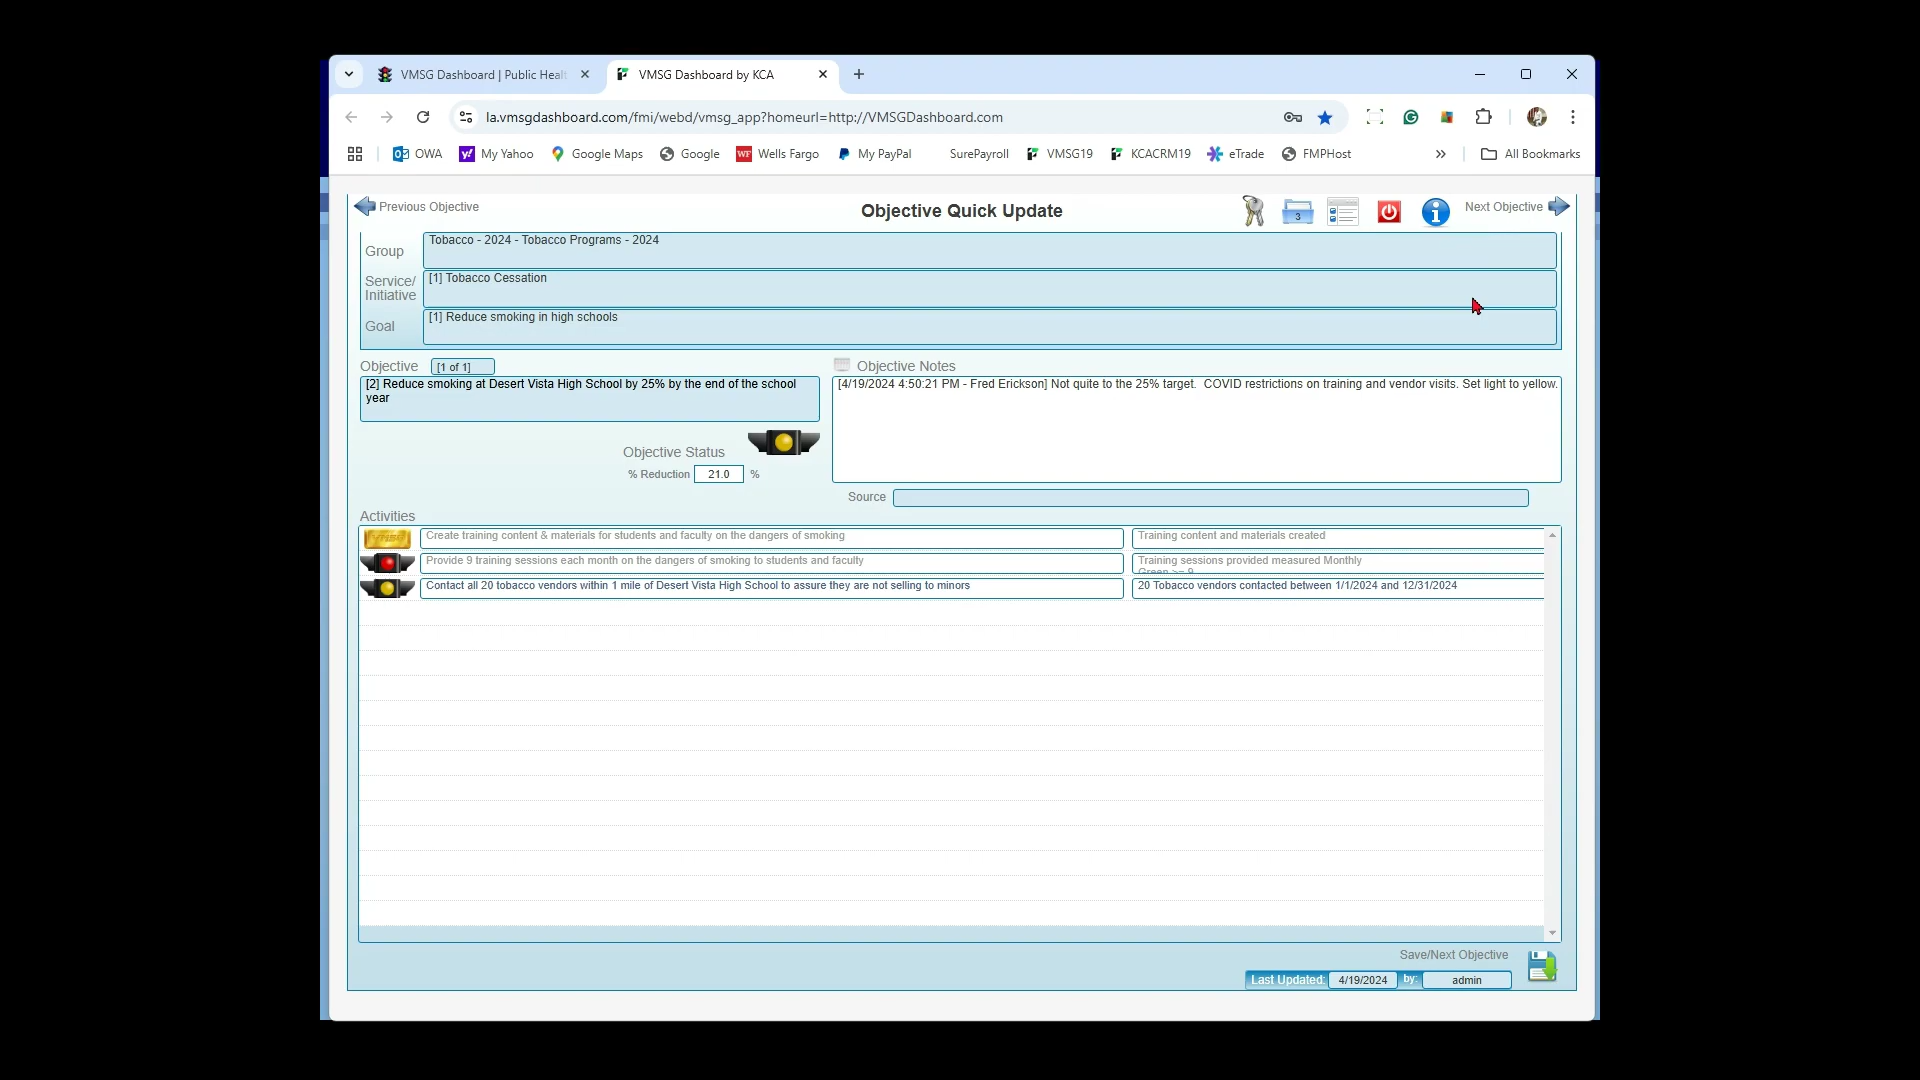 VMSG Dashboard | Public Heal
VMSG Dashboard by KCA
la.vmsgdashboard.com/fmi/webd/vmsg_app?homeurl=http://VMSGDashboard.com
OWA
My Yahoo
Google Maps
Google
WF
Wells Fargo
My PayPal
SurePayroll
VMSG19
KCACRM19
eTrade
FMPHost
All Bookmarks
Previous Objective
Objective Quick Update
3
Next Objective
Group
Tobacco - 2024 - Tobacco Programs - 2024
Service/
Initiative
[1] Tobacco Cessation
Goal
[1] Reduce smoking in high schools
Objective
[1 of 1]
[2] Reduce smoking at Desert Vista High School by 25% by the end of the school
year
Objective Notes
[4/19/2024 4:50:21 PM - Fred Erickson] Not quite to the 25% target.  COVID restrictions on training and vendor visits. Set light to yellow.
Objective Status
% Reduction 21.0 %
Source
Activities
VMSG
Create training content & materials for students and faculty on the dangers of smoking
Training content and materials created
Provide 9 training sessions each month on the dangers of smoking to students and faculty
Training sessions provided measured Monthly
Green >= 9
Contact all 20 tobacco vendors within 1 mile of Desert Vista High School to assure they are not selling to minors
20 Tobacco vendors contacted between 1/1/2024 and 12/31/2024
Save/Next Objective
Last Updated: 4/19/2024 by: admin